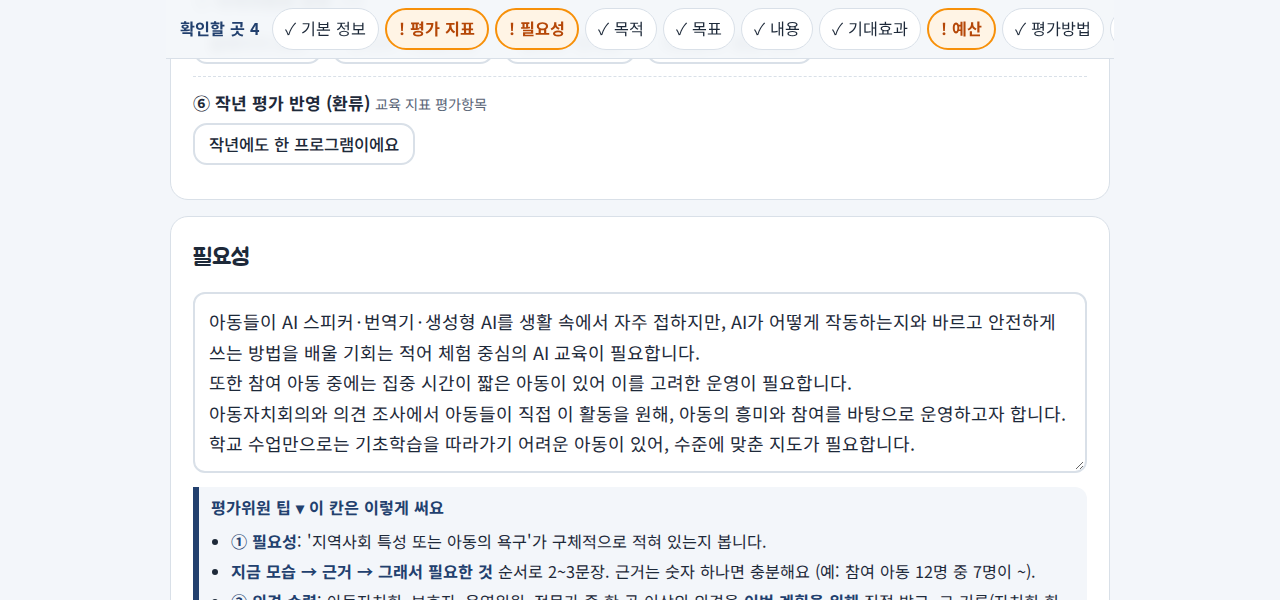 확인할 곳 4 ✓ 기본 정보 ! 평가 지표 ! 필요성 ✓ 목적 ✓ 목표 ✓ 내용 ✓ 기대효과 ! 예산 ✓ 평가방법
⑥ 작년 평가 반영 (환류) 교육 지표 평가항목
작년에도 한 프로그램이에요
필요성
아동들이 AI 스피커·번역기·생성형 AI를 생활 속에서 자주 접하지만, AI가 어떻게 작동하는지와 바르고 안전하게
쓰는 방법을 배울 기회는 적어 체험 중심의 AI 교육이 필요합니다.
또한 참여 아동 중에는 집중 시간이 짧은 아동이 있어 이를 고려한 운영이 필요합니다.
아동자치회의와 의견 조사에서 아동들이 직접 이 활동을 원해, 아동의 흥미와 참여를 바탕으로 운영하고자 합니다.
학교 수업만으로는 기초학습을 따라가기 어려운 아동이 있어, 수준에 맞춘 지도가 필요합니다.
평가위원 팁 ▾ 이 칸은 이렇게 써요
• ① 필요성: '지역사회 특성 또는 아동의 욕구'가 구체적으로 적혀 있는지 봅니다.
• 지금 모습 → 근거 → 그래서 필요한 것 순서로 2~3문장. 근거는 숫자 하나면 충분해요 (예: 참여 아동 12명 중 7명이 ~).